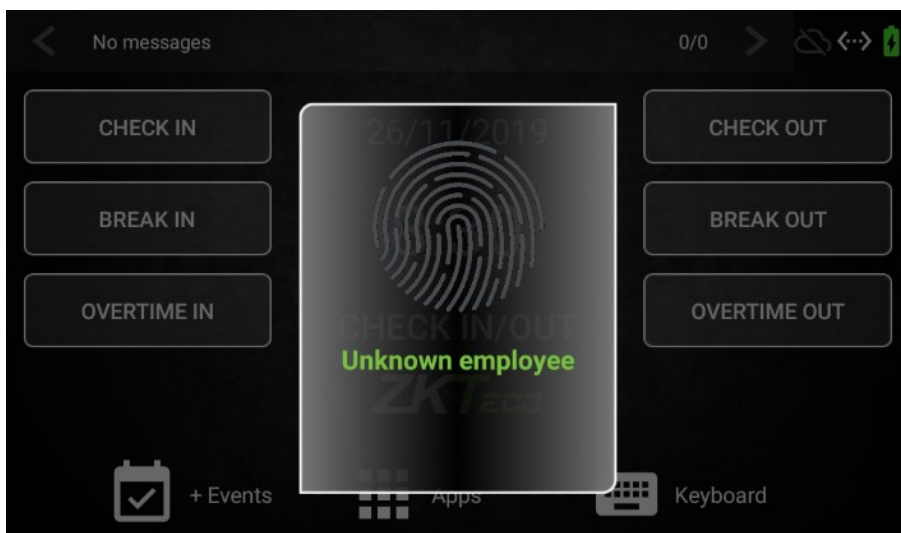 No messages 0/0
CHECK IN
26/11/2019
CHECK OUT
BREAK IN
BREAK OUT
OVERTIME IN
CHECK IN/OUT
OVERTIME OUT
Unknown employee
ZKTeco
+ Events
Apps
Keyboard